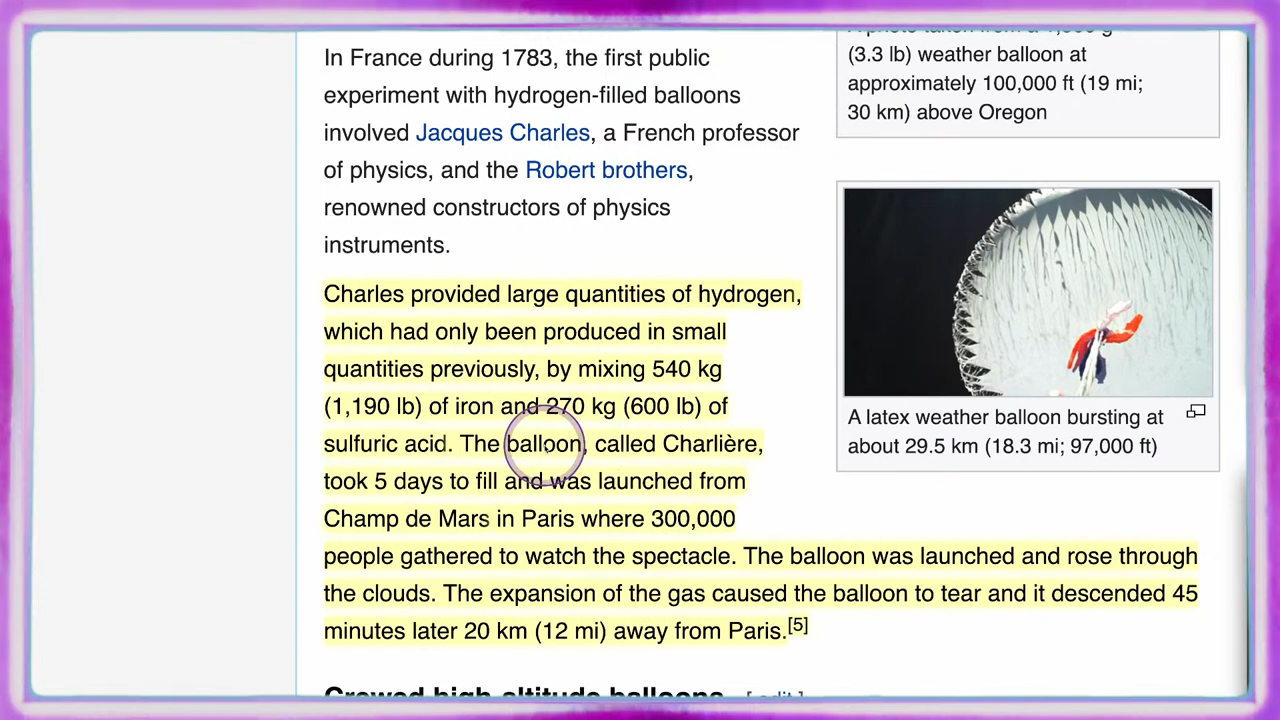 In France during 1783, the first public
experiment with hydrogen-filled balloons
involved Jacques Charles, a French professor
of physics, and the Robert brothers,
renowned constructors of physics
instruments.
Charles provided large quantities of hydrogen,
which had only been produced in small
quantities previously, by mixing 540 kg
(1,190 lb) of iron and 270 kg (600 lb) of
sulfuric acid. The balloon, called Charlière,
took 5 days to fill and was launched from
Champ de Mars in Paris where 300,000
people gathered to watch the spectacle. The balloon was launched and rose through
the clouds. The expansion of the gas caused the balloon to tear and it descended 45
minutes later 20 km (12 mi) away from Paris.[5]
Crewed high-altitude balloons [ edit ]
(3.3 lb) weather balloon at
approximately 100,000 ft (19 mi;
30 km) above Oregon
A latex weather balloon bursting at
about 29.5 km (18.3 mi; 97,000 ft)